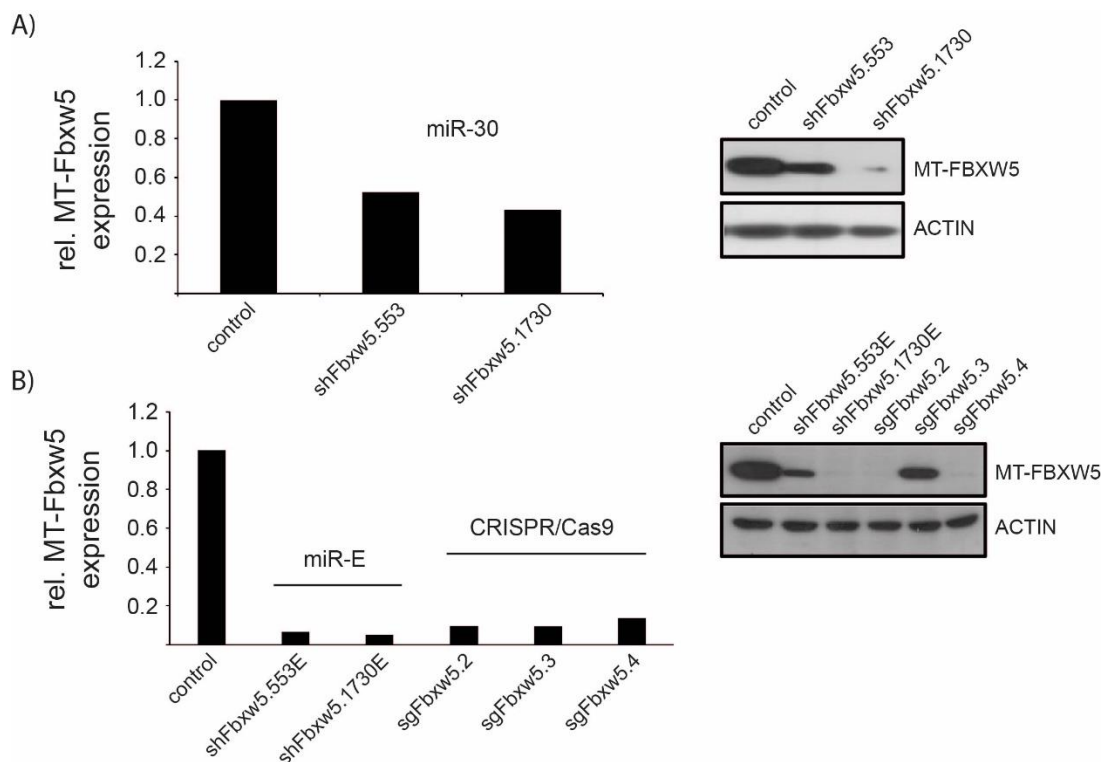 A)
rel. MT-Fbxw5
expression
1.2
1.0
0.8
0.6
0.4
0.2
miR-30
control
shFbxw5.553
shFbxw5.1730
control
shFbxw5.553
shFbxw5.1730
MT-FBXW5
ACTIN
B)
rel. MT-Fbxw5
expression
1.2
1.0
0.8
0.6
0.4
0.2
miR-E
CRISPR/Cas9
control
shFbxw5.553E
shFbxw5.1730E
sgFbxw5.2
sgFbxw5.3
sgFbxw5.4
control
shFbxw5.553E
shFbxw5.1730E
sgFbxw5.2
sgFbxw5.3
sgFbxw5.4
MT-FBXW5
ACTIN